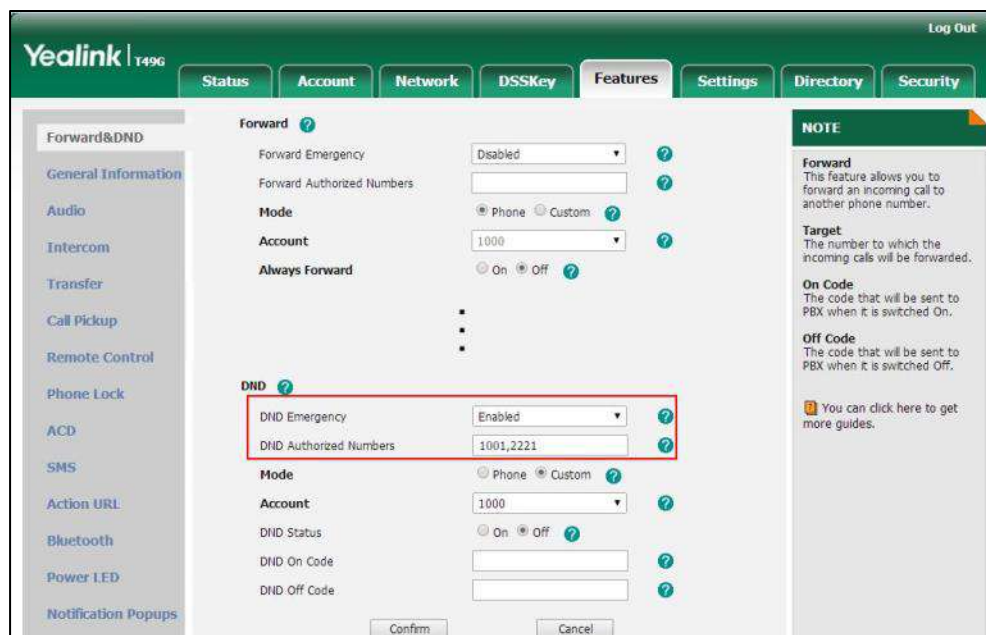 Log Out
Yealink T49G
Status Account Network DSSKey Features Settings Directory Security
Forward&DND
General Information
Audio
Intercom
Transfer
Call Pickup
Remote Control
Phone Lock
ACD
SMS
Action URL
Bluetooth
Power LED
Notification Popups
Forward ?
Forward Emergency Disabled ?
Forward Authorized Numbers ?
Mode Phone Custom ?
Account 1000 ?
Always Forward On Off ?
DND ?
DND Emergency Enabled ?
DND Authorized Numbers 1001,2221 ?
Mode Phone Custom ?
Account 1000 ?
DND Status On Off ?
DND On Code ?
DND Off Code ?
Confirm Cancel
NOTE
Forward
This feature allows you to
forward an incoming call to
another phone number.
Target
The number to which the
incoming calls will be forwarded.
On Code
The code that will be sent to
PBX when it is switched On.
Off Code
The code that will be sent to
PBX when it is switched Off.
You can click here to get
more guides.